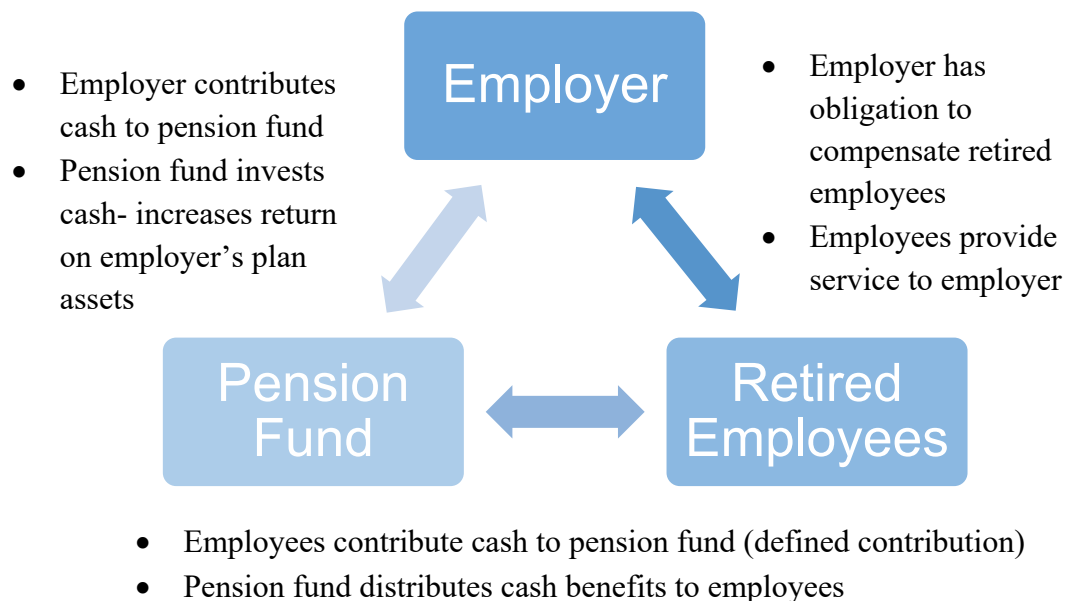 Employer
• Employer contributes
cash to pension fund
• Pension fund invests
cash- increases return
on employer’s plan
assets
• Employer has
obligation to
compensate retired
employees
• Employees provide
service to employer
Pension
Fund
Retired
Employees
• Employees contribute cash to pension fund (defined contribution)
• Pension fund distributes cash benefits to employees